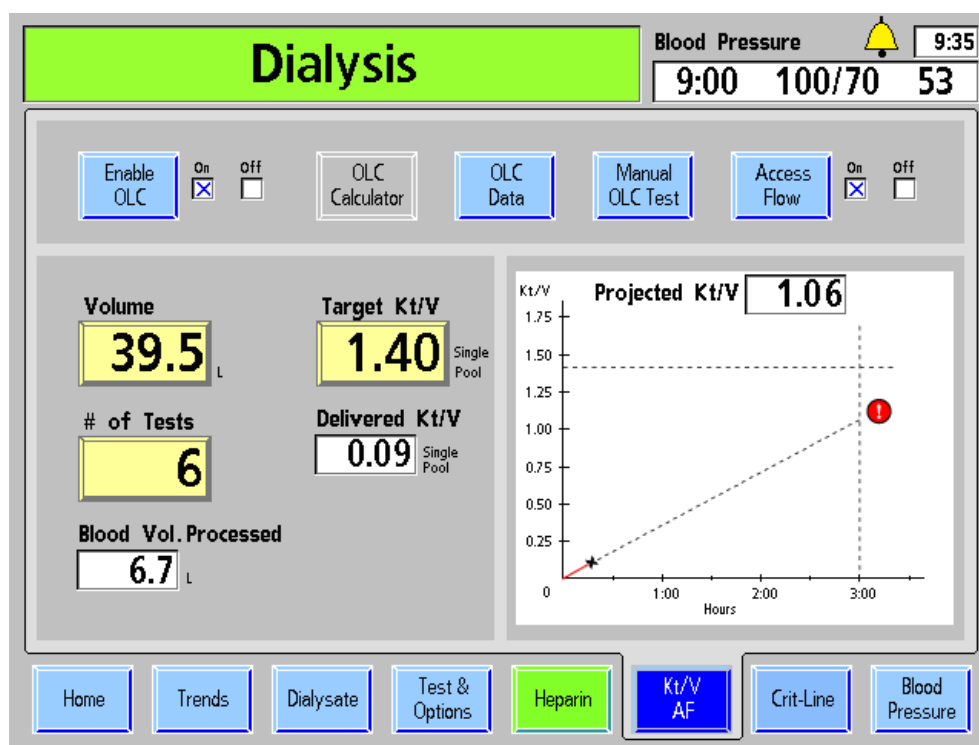 Dialysis
Blood Pressure
9:35
9:00 100/70 53
Enable
OLC
On Off
OLC
Calculator
OLC
Data
Manual
OLC Test
Access
Flow
On Off
Volume
39.5 L
Target Kt/V
1.40 Single
Pool
# of Tests
6
Delivered Kt/V
0.09 Single
Pool
Blood Vol.Processed
6.7 L
Kt/V
Projected Kt/V 1.06
1.75
1.50
1.25
1.00
0.75
0.50
0.25
0 1:00 2:00 3:00
Hours
!
Home
Trends
Dialysate
Test &
Options
Heparin
Kt/V
AF
Crit-Line
Blood
Pressure